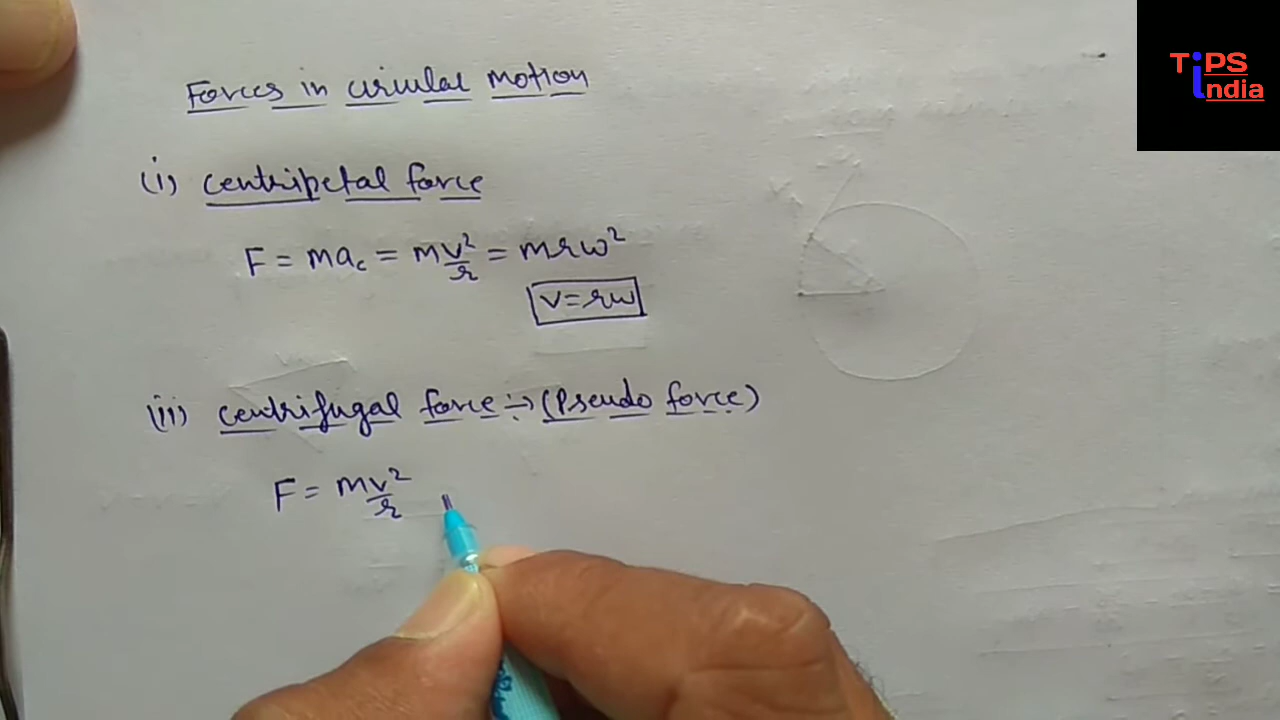 TiPS
india
Forces in circular motion
(i) centripetal force
F = mac = mv²/r = mrω²
v=rω
(ii) centrifugal force :→ (Pseudo force)
F = mv²/r